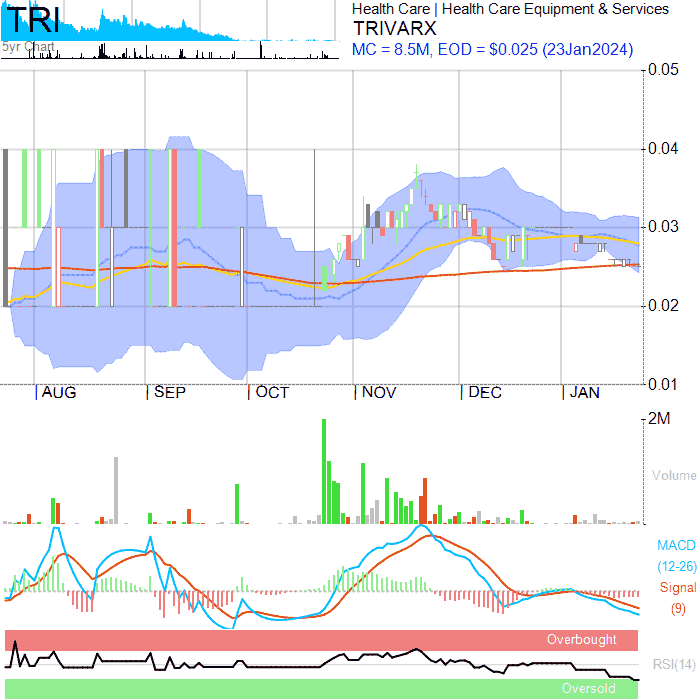 TRI
5yr Chart
Health Care | Health Care Equipment & Services
TRIVARX
MC = 8.5M, EOD = $0.025 (23Jan2024)
0.05
0.04
0.03
0.02
0.01
AUG
SEP
OCT
NOV
DEC
JAN
2M
Volume
MACD
(12-26)
Signal
(9)
Overbought
RSI(14)
Oversold